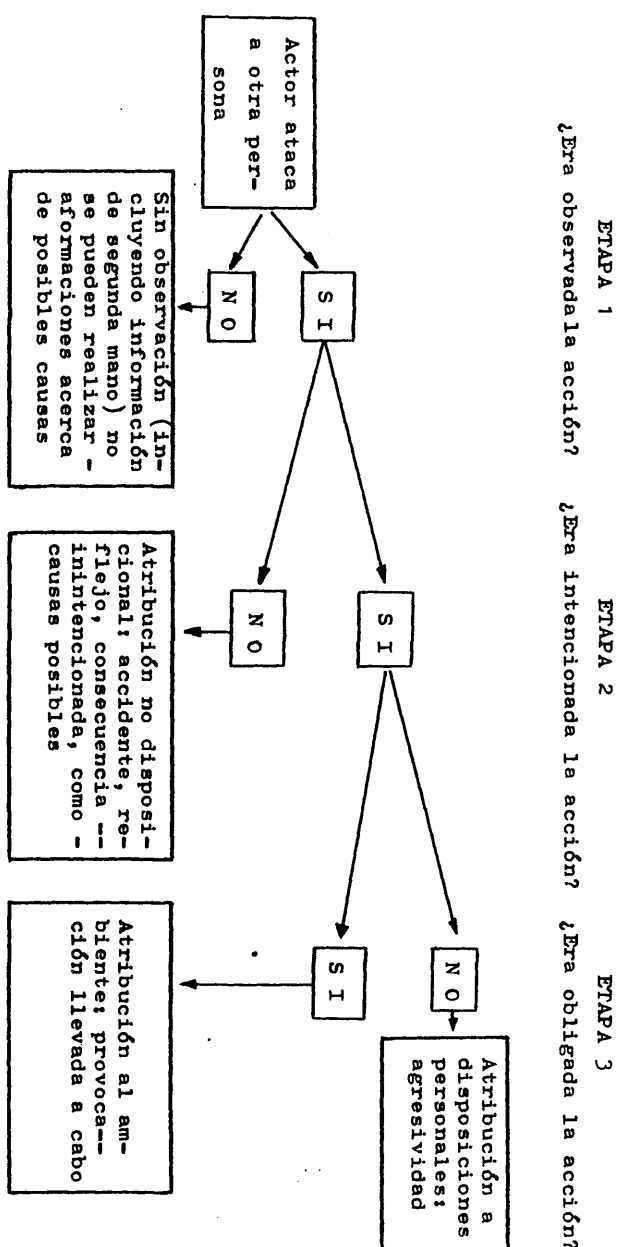 ETAPA 1
¿Era observada la acción?
ETAPA 2
¿Era intencionada la acción?
ETAPA 3
¿Era obligada la acción?
Actor ataca
a otra per-
sona
SI
NO
Sin observación (in-
cluyendo información
de segunda mano) no
se pueden realizar -
aformaciones acerca
de posibles causas
SI
NO
Atribución no disposi-
cional: accidente, re-
flejo, consecuencia --
inintencionada, como -
causas posibles
NO
Atribución a
disposiciones
personales:
agresividad
SI
Atribución al am-
biente: provoca--
ción llevada a cabo